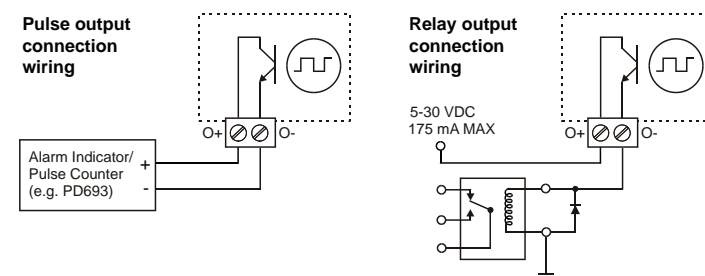 Pulse output
connection
wiring
O+
O-
Alarm Indicator/
Pulse Counter
(e.g. PD693)
+
-
Relay output
connection
wiring
5-30 VDC
175 mA MAX
O+
O-